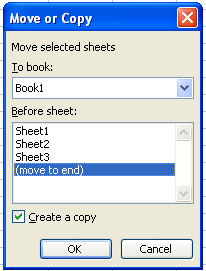 Move or Copy
Move selected sheets
To book:
Book1
Before sheet:
Sheet1
Sheet2
Sheet3
(move to end)
Create a copy
OK Cancel